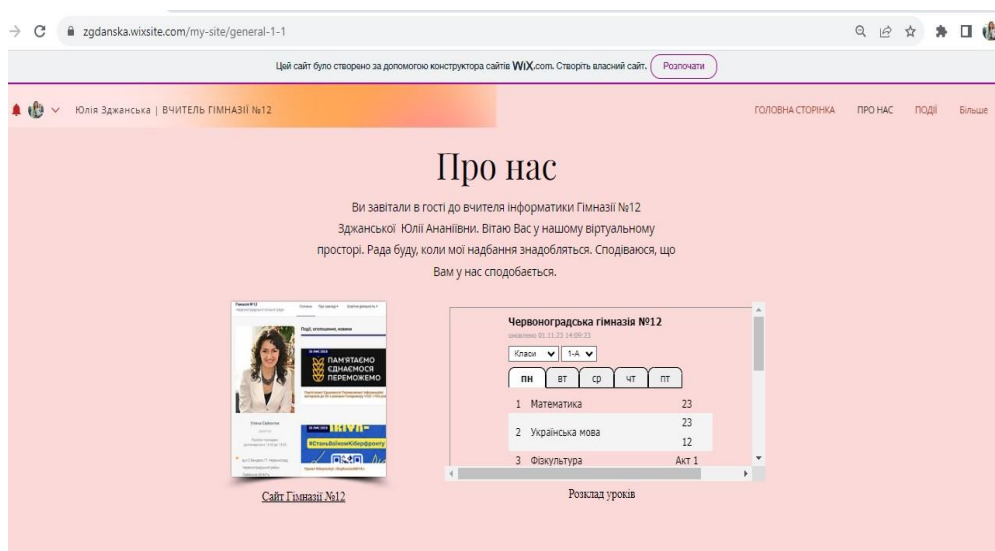 zgdanska.wixsite.com/my-site/general-1-1
Цей сайт було створено за допомогою конструктора сайтів WiX.com. Створіть власний сайт. Розпочати
Юлія Зджанська | ВЧИТЕЛЬ ГІМНАЗІЇ №12
ГОЛОВНА СТОРІНКА ПРО НАС ПОДІЇ Більше
Про нас
Ви завітали в гості до вчителя інформатики Гімназії №12
Зджанської Юлії Ананіївни. Вітаю Вас у нашому віртуальному
просторі. Рада буду, коли мої надбання знадобляться. Сподіваюся, що
Вам у нас сподобається.
Гімназія №12
Події, оголошення, новини
ПАМ'ЯТАЄМО
ЄДНАЄМОСЯ
ПЕРЕМОЖЕМО
#СтаньВоїномКіберфронту
Сайт Гімназії №12
Червоноградська гімназія №12
оновлено 01.11.23 14:09:23
Класи 1-А
пн вт ср чт пт
1 Математика 23
23
2 Українська мова
12
3 Фізкультура Акт 1
Розклад уроків